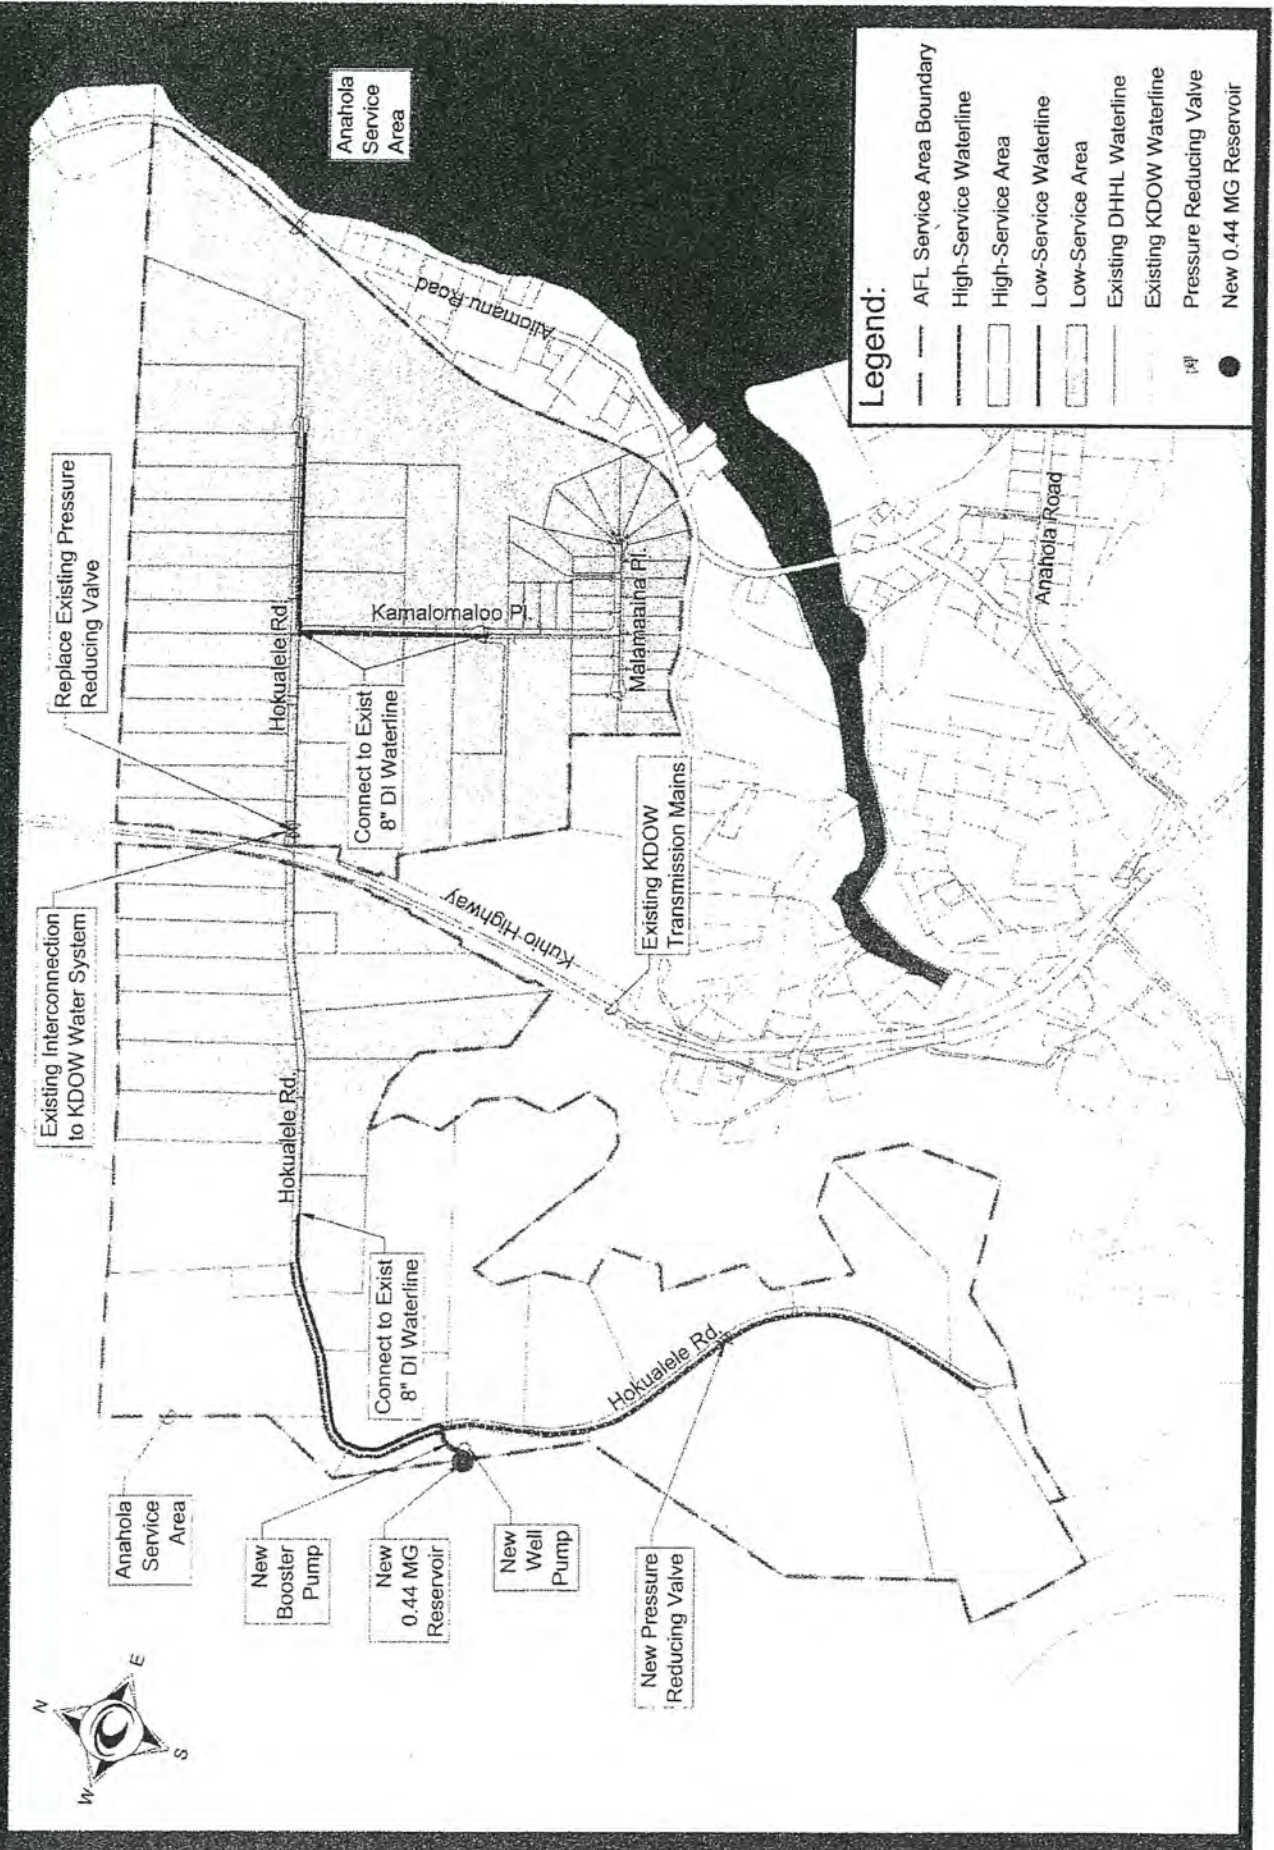 N
E
S
W
Anahola
Service
Area
New
Booster
Pump
New
0.44 MG
Reservoir
New
Well
Pump
New Pressure
Reducing Valve
Existing Interconnection
to KDOW Water System
Connect to Exist
8" DI Waterline
Hokualele Rd.
Hokualele Rd.
Replace Existing Pressure
Reducing Valve
Hokualele Rd.
Connect to Exist
8" DI Waterline
Kuhio Highway
Existing KDOW
Transmission Mains
Kamalomaloo Pl.
Malamaaina Pl.
Aliomanu Road
Anahola
Service
Area
Anahola Road
Legend:
AFL Service Area Boundary
High-Service Waterline
High-Service Area
Low-Service Waterline
Low-Service Area
Existing DHHL Waterline
Existing KDOW Waterline
Pressure Reducing Valve
New 0.44 MG Reservoir